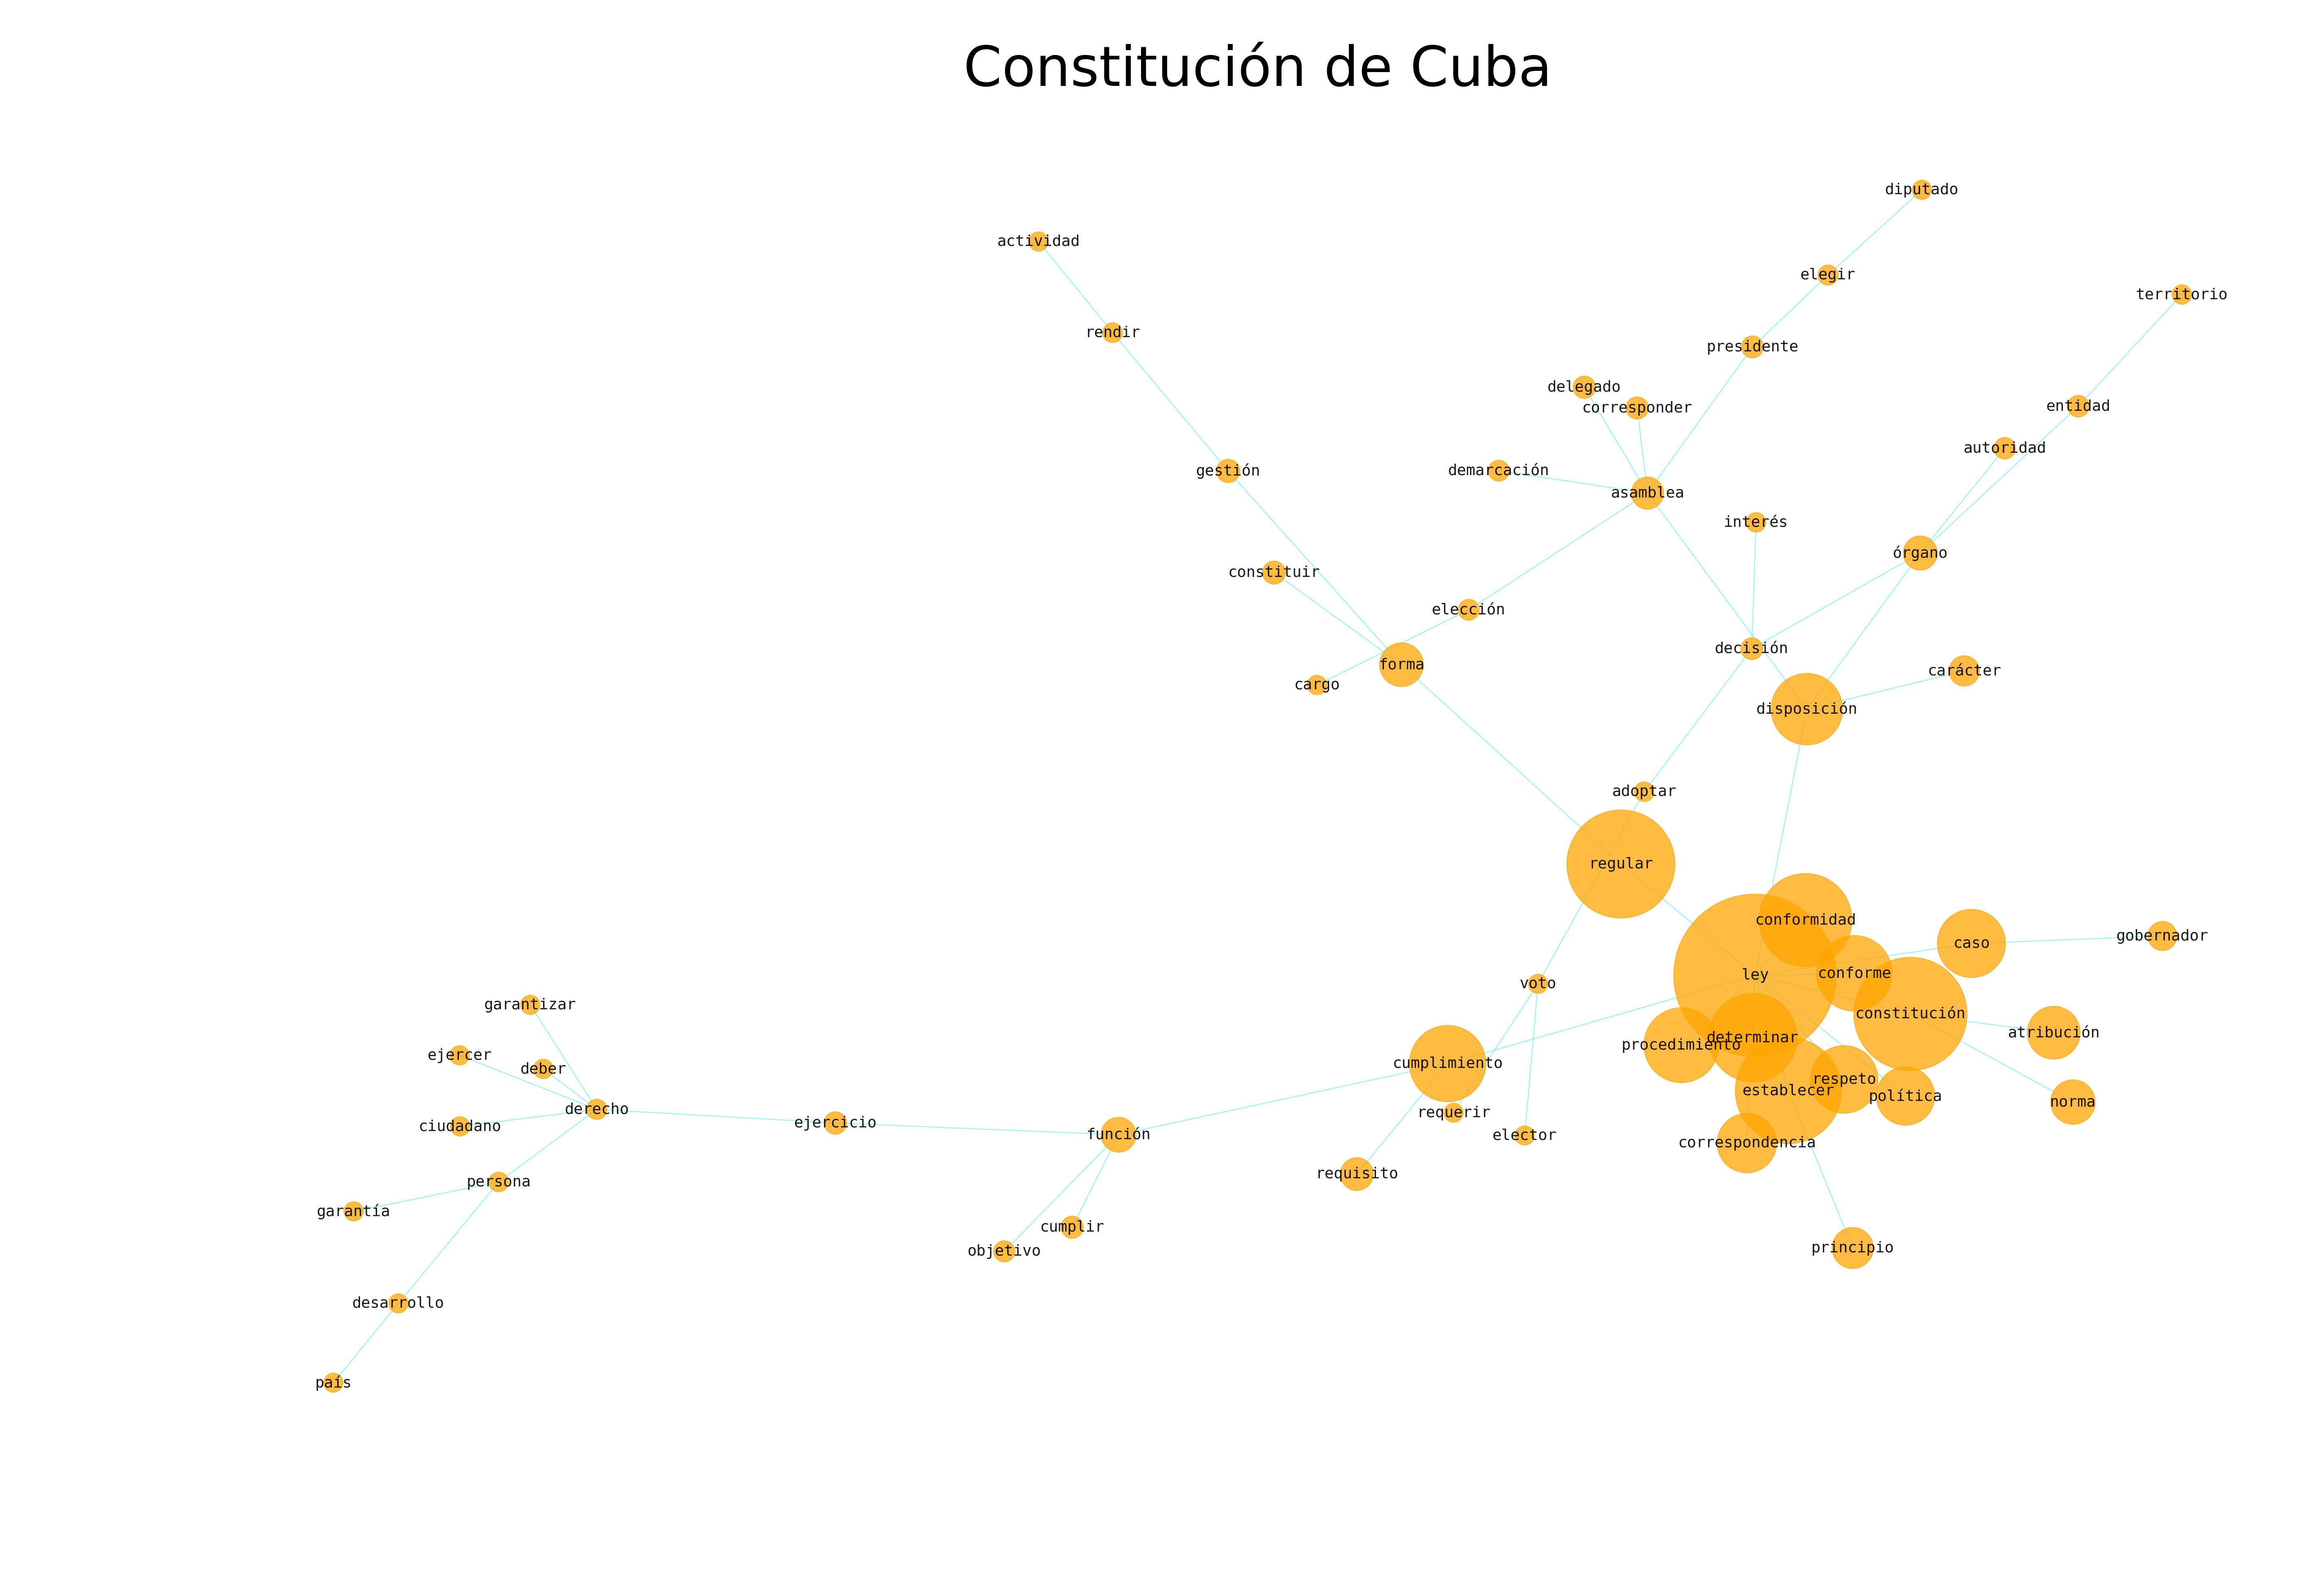 Constitución de Cuba
diputado
actividad
elegir
territorio
rendir
presidente
delegado
corresponder
entidad
autoridad
gestión
demarcación
asamblea
interés
órgano
constituir
elección
decisión
forma
carácter
cargo
disposición
adoptar
regular
conformidad
gobernador
caso
conforme
ley
voto
garantizar
constitución
atribución
determinar
procedimiento
ejercer
cumplimiento
deber
respeto
establecer
política
norma
derecho
requerir
ejercicio
ciudadano
función
elector
correspondencia
requisito
persona
garantía
cumplir
principio
objetivo
desarrollo
país